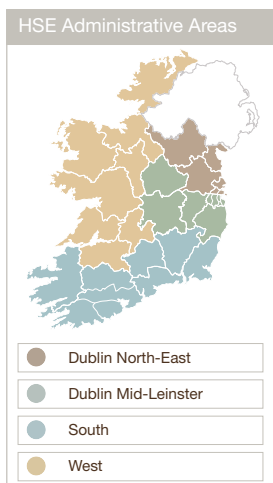 HSE Administrative Areas
Dublin North-East
Dublin Mid-Leinster
South
West